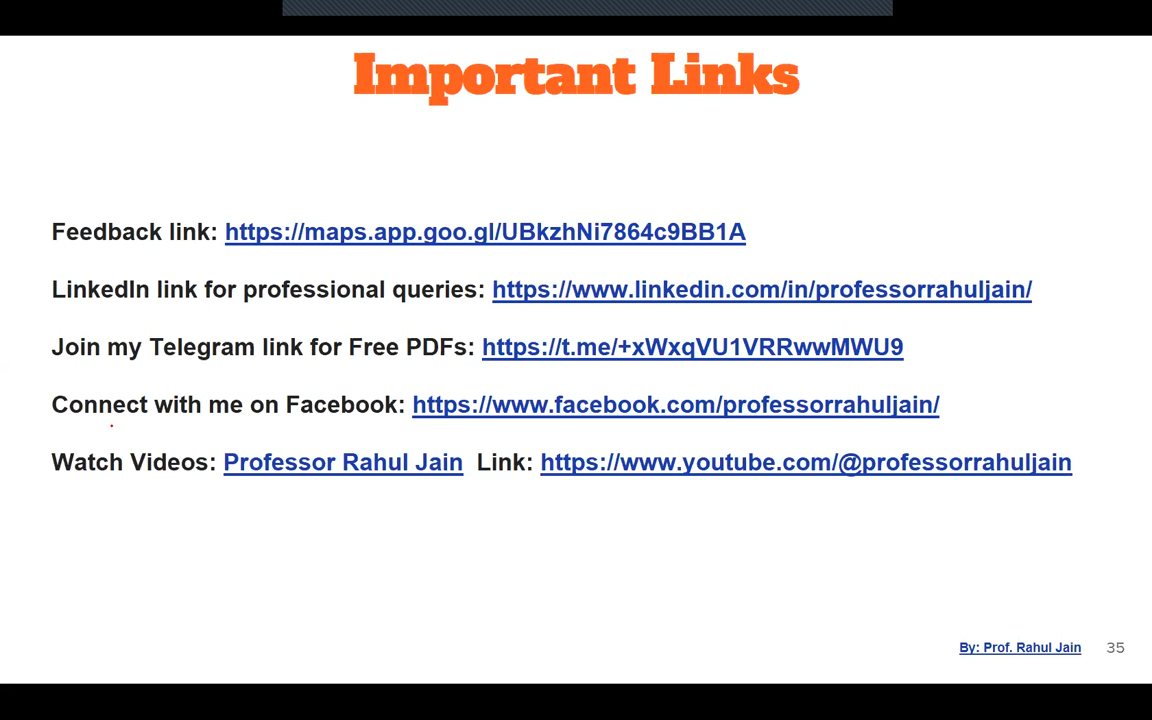 Important Links
Feedback link: https://maps.app.goo.gl/UBkzhNi7864c9BB1A
LinkedIn link for professional queries: https://www.linkedin.com/in/professorrahuljain/
Join my Telegram link for Free PDFs: https://t.me/+xWxqVU1VRRwwMWU9
Connect with me on Facebook: https://www.facebook.com/professorrahuljain/
Watch Videos: Professor Rahul Jain Link: https://www.youtube.com/@professorrahuljain
By: Prof. Rahul Jain 35